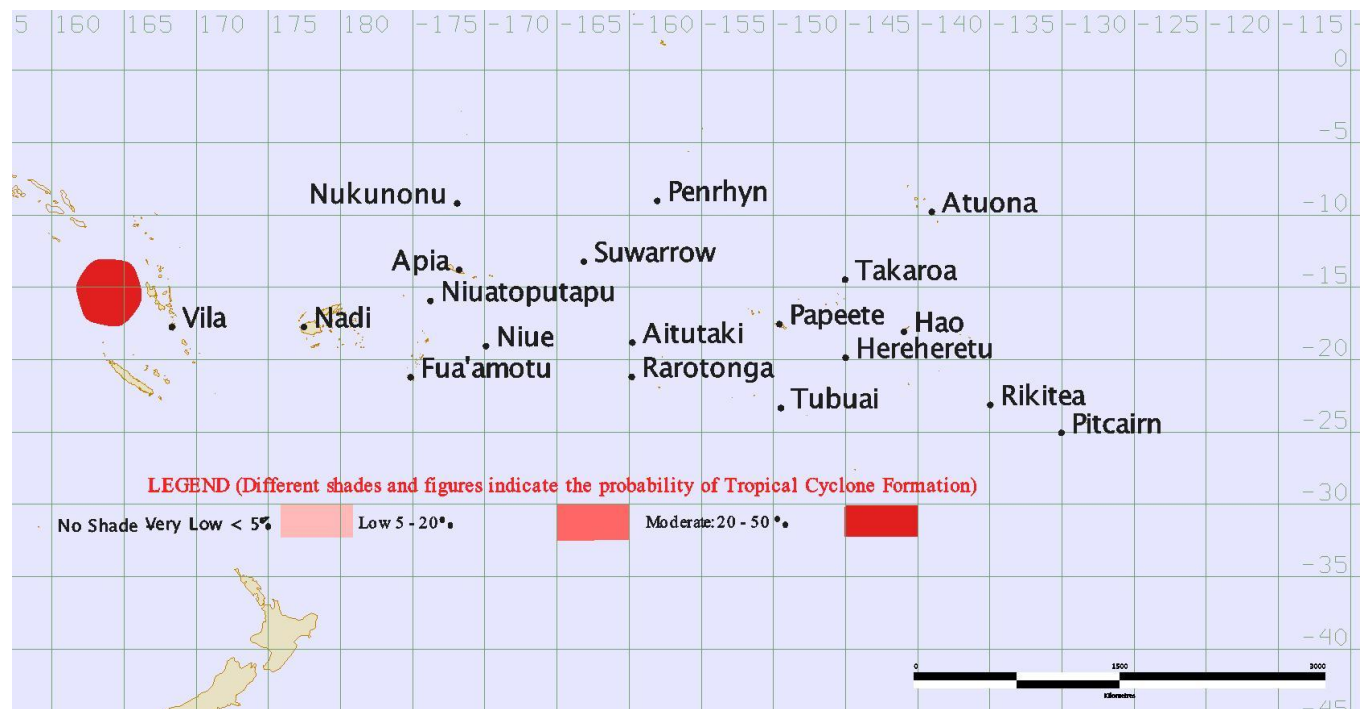 5 160 165 175 180 -175 -170 -165 -160 -155 -150 -145 -140 -135 -130 -125 -120 -115
0
-5
Nukunonu
Penrhyn
Atuona
-10
Apia
Suwarrow
Takaroa
-15
Niuatoputapu
Vila
Nadi
Niue
Aitutaki
Papeete
Hao
Hereheretu
-20
Fua'amotu
Rarotonga
Tubuai
Rikitea
Pitcairn
-25
LEGEND (Different shades and figures indicate the probability of Tropical Cyclone Formation)
-30
No Shade Very Low < 5%
Low 5 - 20%
Moderate: 20 - 50 %
-35
-40
0 1500 3000
Kilometres
-45